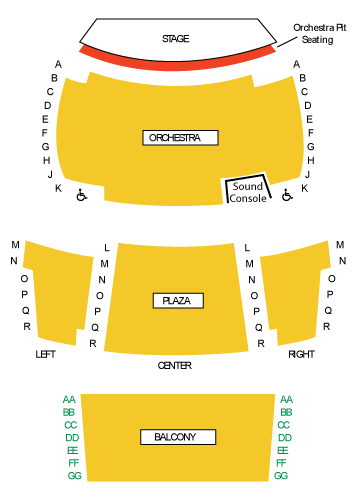 STAGE
Orchestra Pit
Seating
A A
B B
C C
D D
E E
F F
G G
H H
J J
K K
ORCHESTRA
Sound
Console
M L L M
N M M N
O N N O
P O O P
Q P P Q
R Q Q R
R R
PLAZA
LEFT
CENTER
RIGHT
AA AA
BB BB
CC CC
DD DD
EE EE
FF FF
GG GG
BALCONY